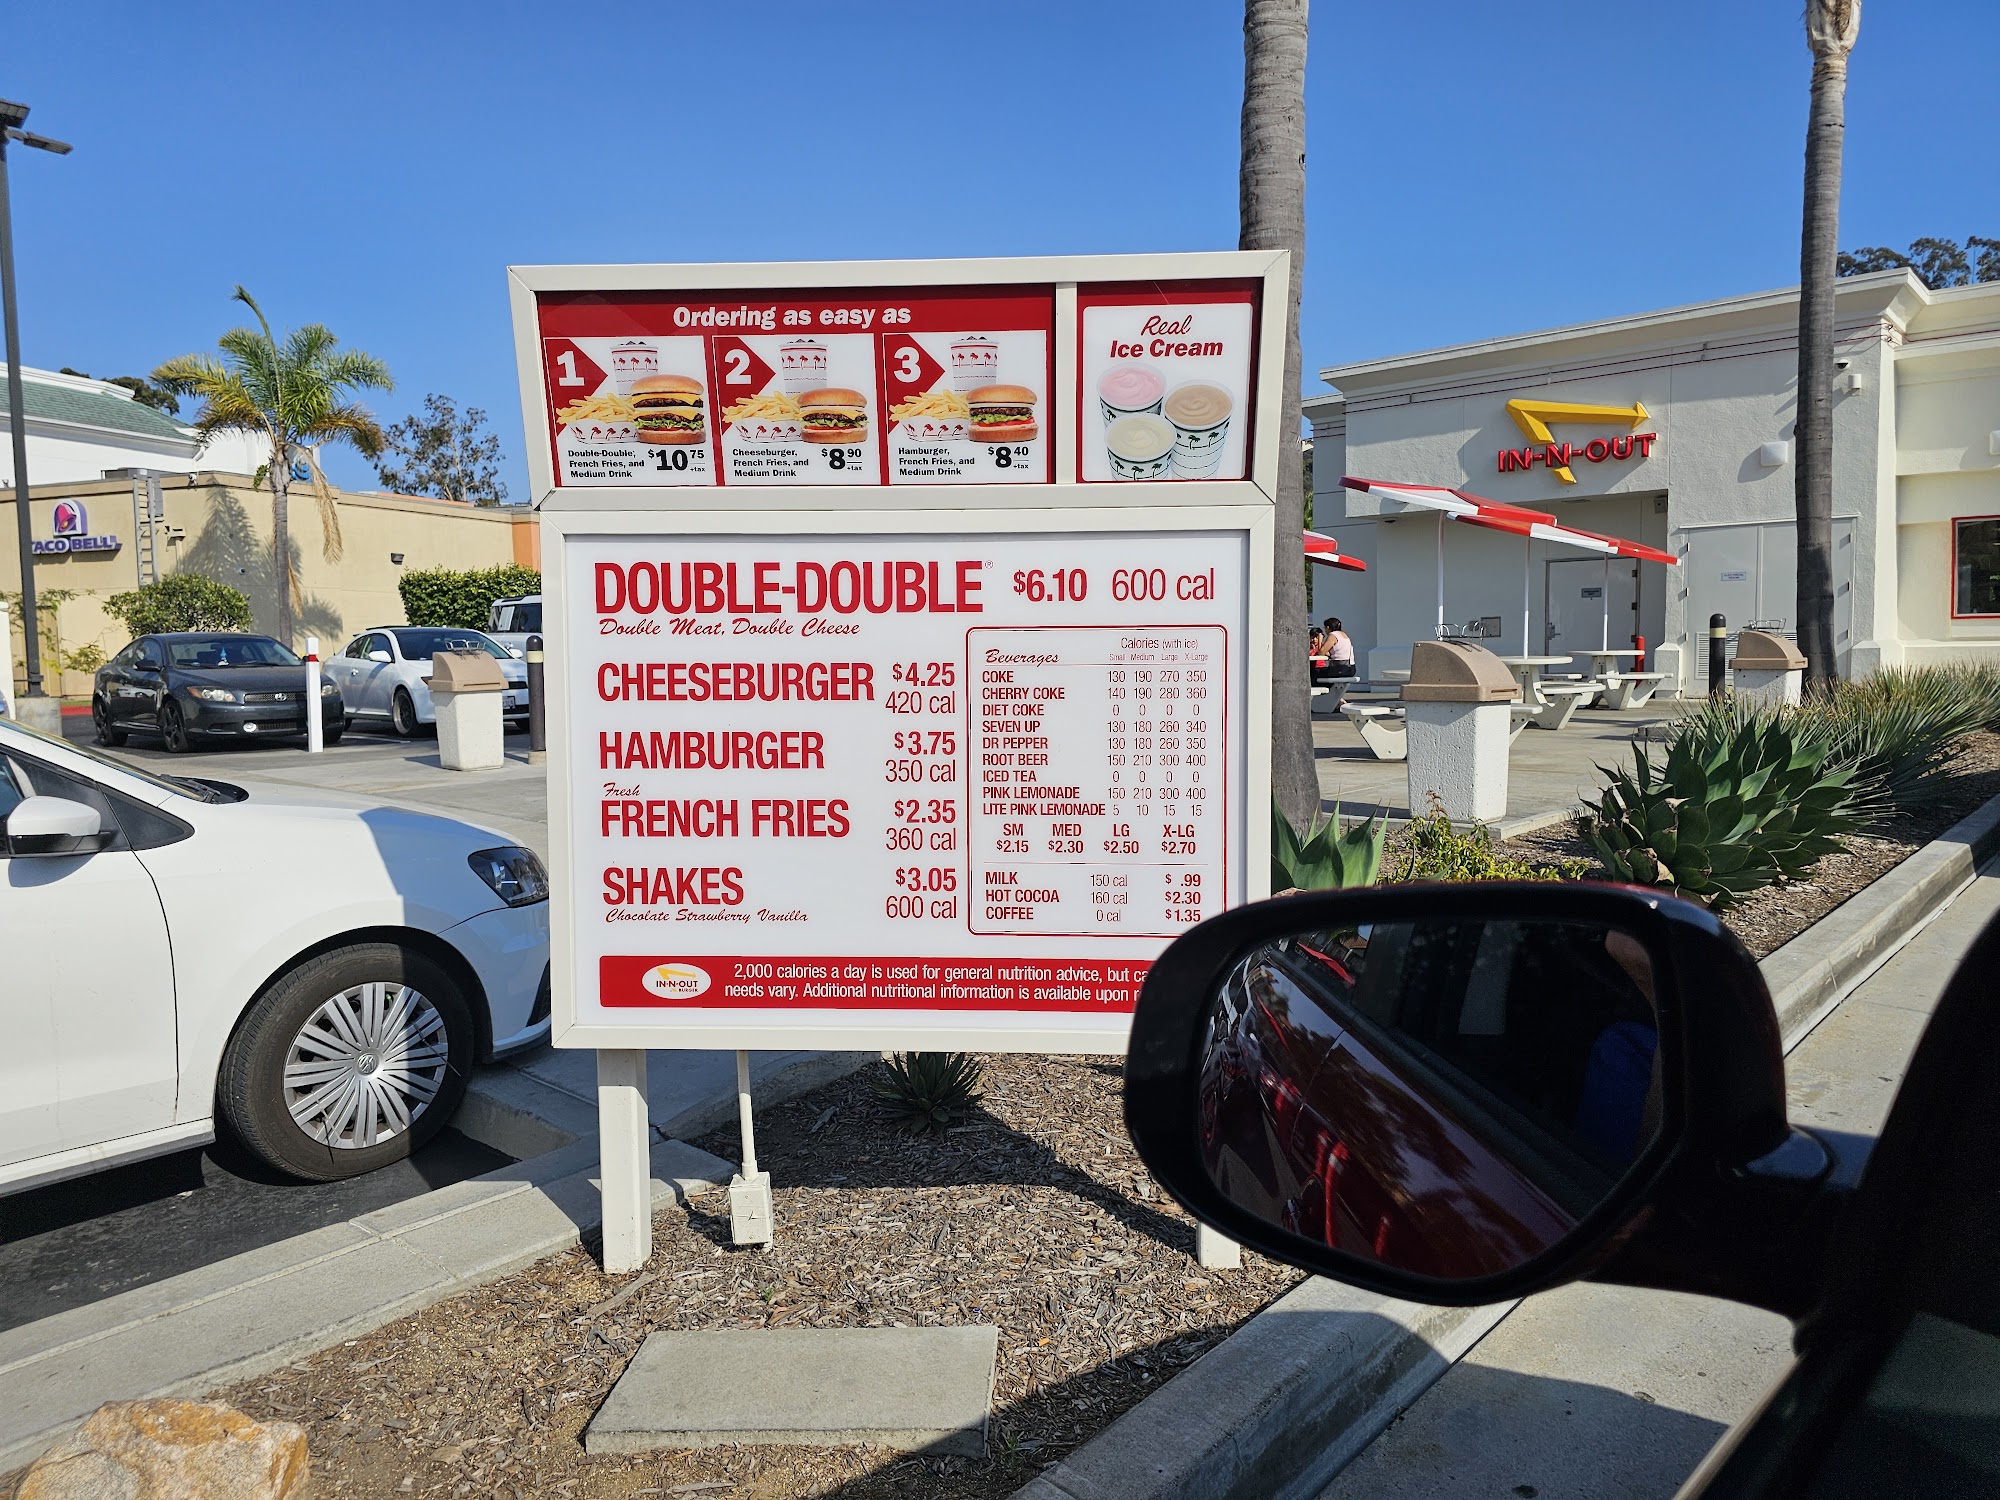 Ordering as easy as
1
Double-Double,
French Fries, and
Medium Drink
$10 75
+tax
2
Cheeseburger,
French Fries, and
Medium Drink
$8 90
+tax
3
Hamburger,
French Fries, and
Medium Drink
$8 40
+tax
Real
Ice Cream
DOUBLE-DOUBLE® $6.10 600 cal
Double Meat, Double Cheese
CHEESEBURGER $4.25
420 cal
HAMBURGER $3.75
350 cal
Fresh
FRENCH FRIES $2.35
360 cal
SHAKES $3.05
600 cal
Chocolate Strawberry Vanilla
Calories (with ice)
Beverages Small Medium Large X-Large
COKE 130 190 270 350
CHERRY COKE 140 190 280 360
DIET COKE 0 0 0 0
SEVEN UP 130 180 260 340
DR PEPPER 130 180 260 350
ROOT BEER 150 210 300 400
ICED TEA 0 0 0 0
PINK LEMONADE 150 210 300 400
LITE PINK LEMONADE 5 10 15 15
SM MED LG X-LG
$2.15 $2.30 $2.50 $2.70
MILK 150 cal $ .99
HOT COCOA 160 cal $2.30
COFFEE 0 cal $1.35
IN-N-OUT
BURGER
2,000 calories a day is used for general nutrition advice, but
needs vary. Additional nutritional information is available upon
TACO BELL
IN-N-OUT